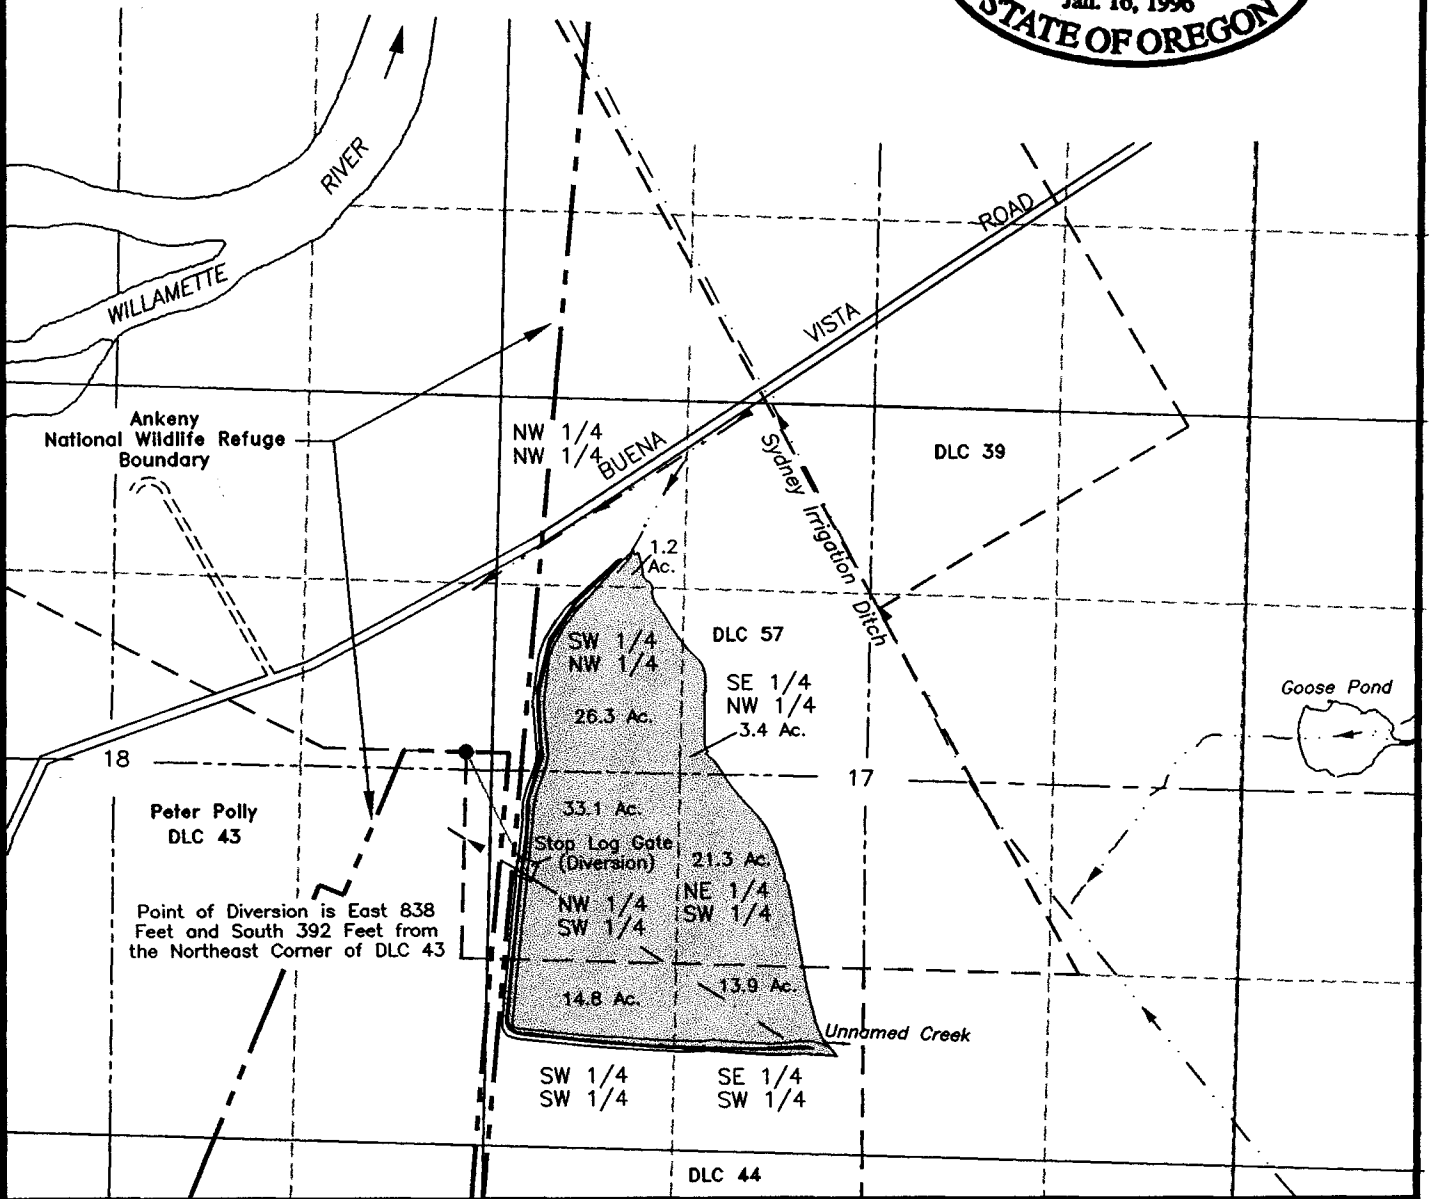 Jan. 16, 1996
STATE OF OREGON
RIVER
WILLAMETTE
ROAD
VISTA
BUENA
Ankeny
National Wildlife Refuge
Boundary
NW 1/4
NW 1/4
DLC 39
Sydney Irrigation Ditch
1.2
Ac.
SW 1/4
NW 1/4
DLC 57
SE 1/4
NW 1/4
3.4 Ac.
26.3 Ac.
Goose Pond
18
17
Peter Polly
DLC 43
33.1 Ac.
Stop Log Gate
(Diversion)
21.3 Ac.
NE 1/4
SW 1/4
NW 1/4
SW 1/4
Point of Diversion is East 838
Feet and South 392 Feet from
the Northeast Corner of DLC 43
14.8 Ac.
13.9 Ac.
Unnamed Creek
SW 1/4
SW 1/4
SE 1/4
SW 1/4
DLC 44